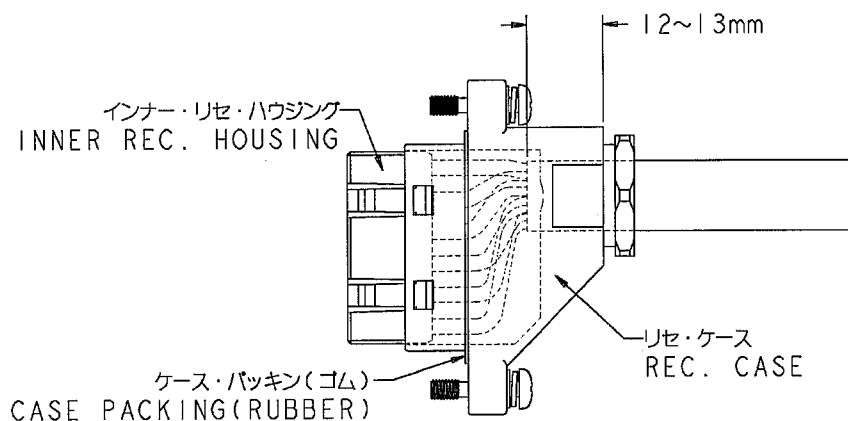 12~13mm
インナー・リセ・ハウジング
INNER REC. HOUSING
リセ・ケース
REC. CASE
ケース・パッキン(ゴム)
CASE PACKING(RUBBER)